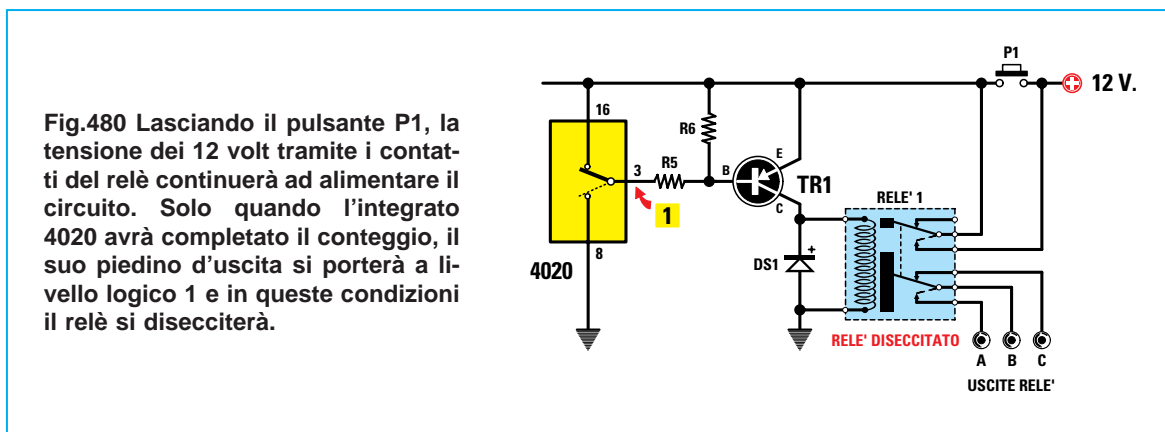 Fig.480 Lasciando il pulsante P1, la
tensione dei 12 volt tramite i contat-
ti del relè continuerà ad alimentare il
circuito. Solo quando l'integrato
4020 avrà completato il conteggio, il
suo piedino d'uscita si porterà a li-
vello logico 1 e in queste condizioni
il relè si disecciterà.
P1
12 V.
16
R6
3
R5
B
E
C
TR1
1
RELE' 1
8
4020
DS1
+
RELE' DISECCITATO
A B C
USCITE RELE'